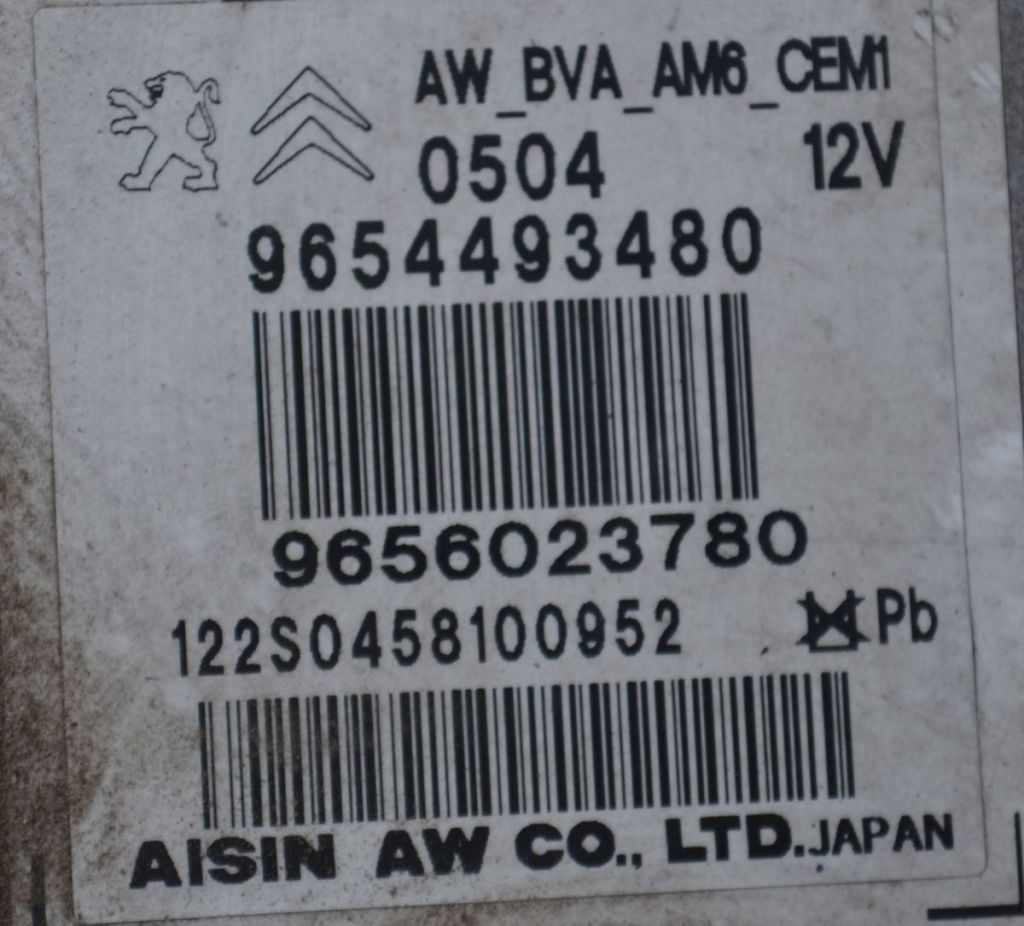 AW_BVA_AM6_CEM1
0504 12V
9654493480
9656023780
122S0458100952 Pb
AISIN AW CO., LTD. JAPAN